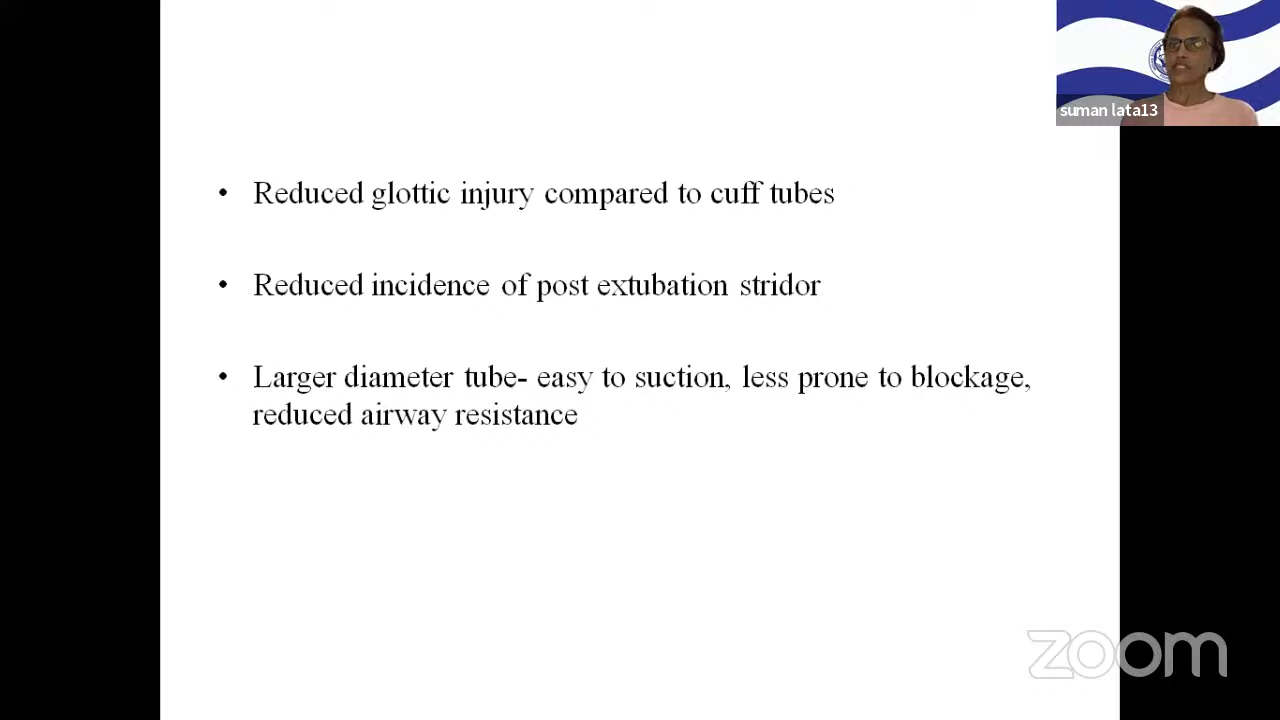 suman lata13
• Reduced glottic injury compared to cuff tubes
• Reduced incidence of post extubation stridor
• Larger diameter tube- easy to suction, less prone to blockage,
reduced airway resistance
zoom